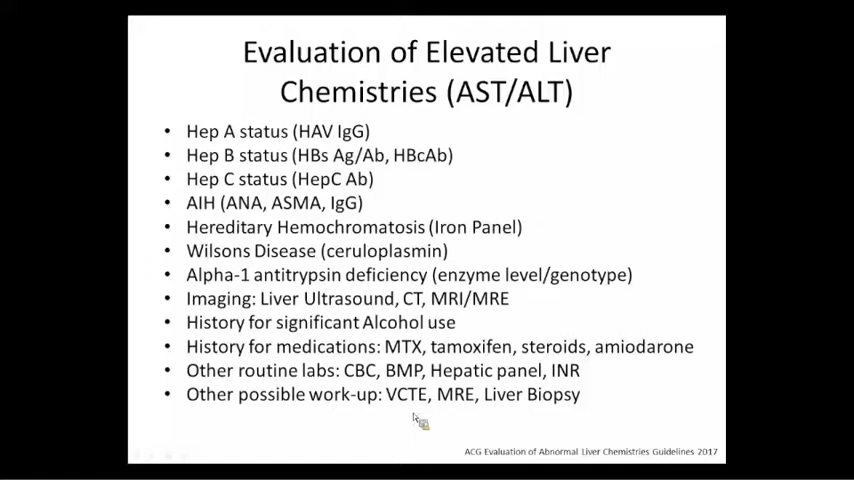 Evaluation of Elevated Liver
Chemistries (AST/ALT)
• Hep A status (HAV IgG)
• Hep B status (HBs Ag/Ab, HBcAb)
• Hep C status (HepC Ab)
• AIH (ANA, ASMA, IgG)
• Hereditary Hemochromatosis (Iron Panel)
• Wilsons Disease (ceruloplasmin)
• Alpha-1 antitrypsin deficiency (enzyme level/genotype)
• Imaging: Liver Ultrasound, CT, MRI/MRE
• History for significant Alcohol use
• History for medications: MTX, tamoxifen, steroids, amiodarone
• Other routine labs: CBC, BMP, Hepatic panel, INR
• Other possible work-up: VCTE, MRE, Liver Biopsy
ACG Evaluation of Abnormal Liver Chemistries Guidelines 2017